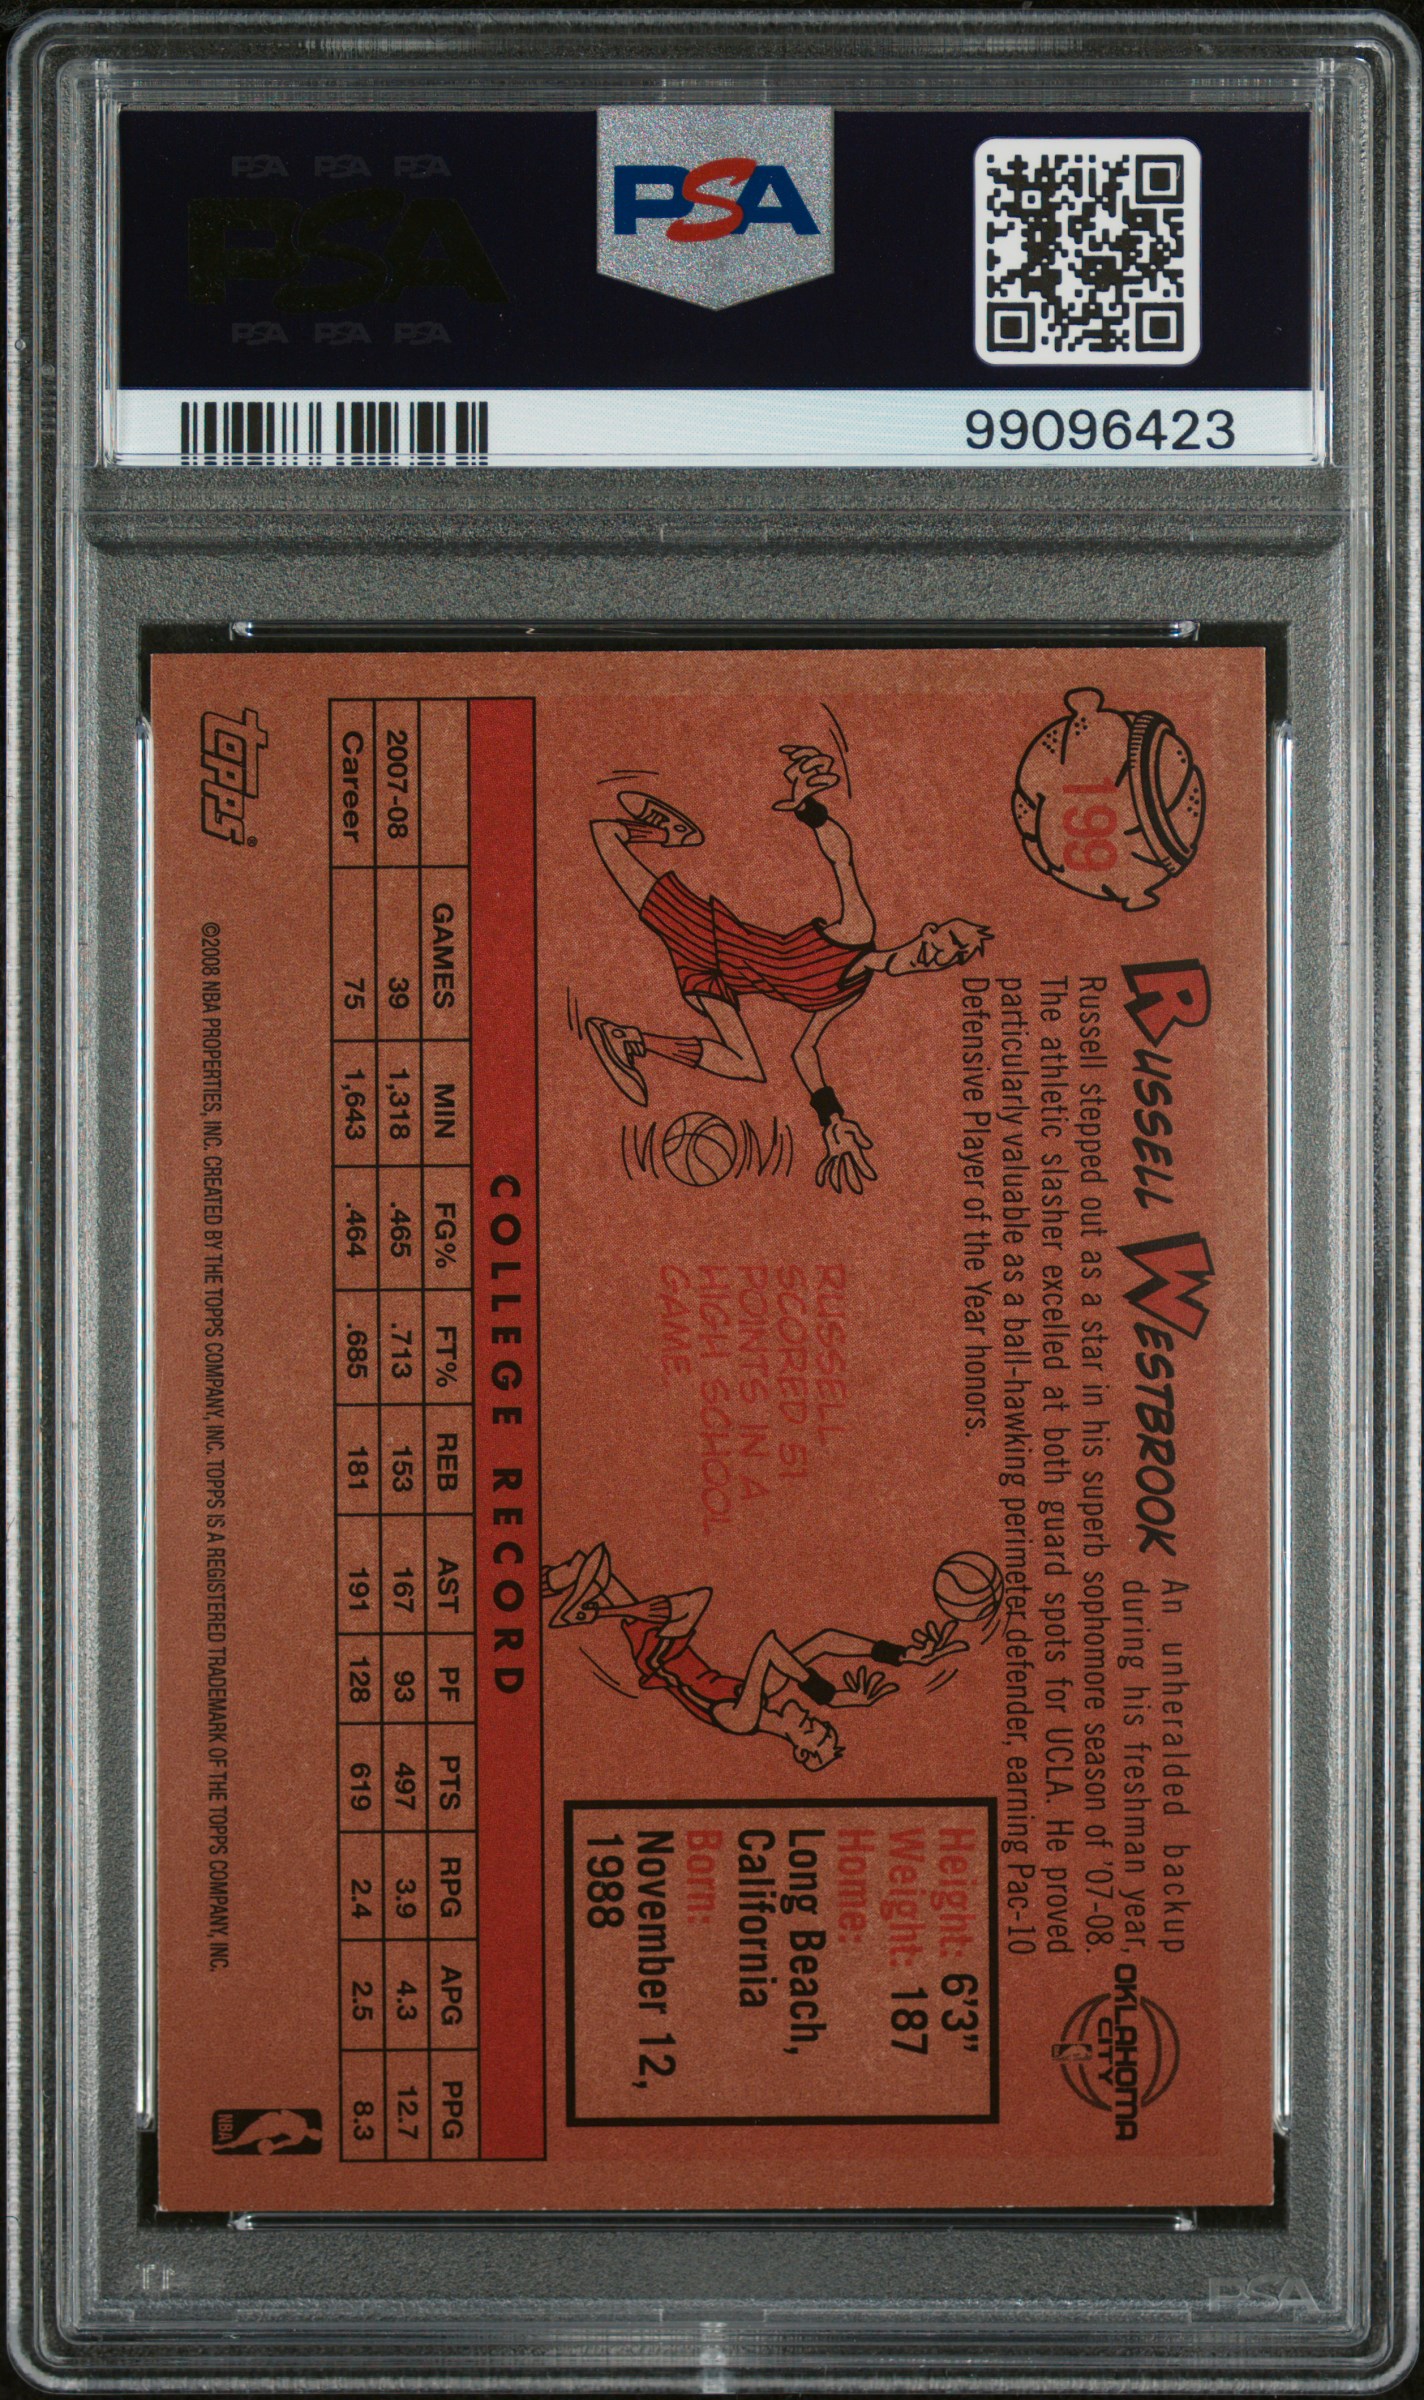 PSA PSA PSA
PSA
PSA PSA PSA
PSA
99096423
199
RUSSELL WESTBROOK
An unheralded backup
during his freshman year,
Russell stepped out as a star in his superb sophomore season of '07-08.
The athletic slasher excelled at both guard spots for UCLA. He proved
particularly valuable as a ball-hawking perimeter defender, earning Pac-10
Defensive Player of the Year honors.
OKLAHOMA
CITY
RUSSELL
SCORED 51
POINTS IN A
HIGH SCHOOL
GAME.
Height: 6'3"
Weight: 187
Home:
Long Beach,
California
Born:
November 12,
1988
COLLEGE RECORD
GAMES MIN FG% FT% REB AST PF PTS RPG APG PPG
2007-08 39 1,318 .465 .713 153 167 93 497 3.9 4.3 12.7
Career 75 1,643 .464 .685 181 191 128 619 2.4 2.5 8.3
Topps®
©2008 NBA PROPERTIES, INC. CREATED BY THE TOPPS COMPANY, INC. TOPPS IS A REGISTERED TRADEMARK OF THE TOPPS COMPANY, INC.
NBA
PSA